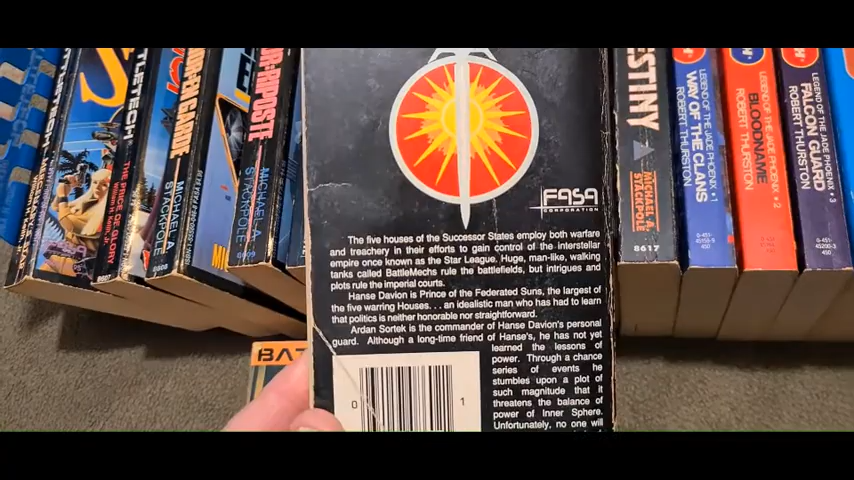 FASA
CORPORATION
The five houses of the Successor States employ both warfare
and treachery in their efforts to gain control of the interstellar
empire once known as the Star League. Huge, man-like, walking
tanks called BattleMechs rule the battlefields, but intrigues and
plots rule the imperial courts.
Hanse Davion is Prince of the Federated Suns, the largest of
the five warring Houses. . . an idealistic man who has had to learn
that politics is neither honorable nor straightforward.
Ardan Sortek is the commander of Hanse Davion's personal
guard. Although a long-time friend of Hanse's, he has not yet
learned the lessons of
power. Through a chance
series of events he
stumbles upon a plot of
such magnitude that it
threatens the balance of
power of Inner Sphere.
Unfortunately, no one will
0
1
BATTLETECH
THE PRICE OF GLORY
William H. Keith, Jr.
EN GARDE
MICHAEL A.
STACKPOLE
RIPOSTE
MICHAEL A.
STACKPOLE
DESTINY
MICHAEL A.
STACKPOLE
8617
LEGEND OF THE JADE PHOENIX • 1
WAY OF THE CLANS
ROBERT THURSTON
LEGEND OF THE JADE PHOENIX • 2
BLOODNAME
ROBERT THURSTON
LEGEND OF THE JADE PHOENIX • 3
FALCON GUARD
ROBERT THURSTON
BAT